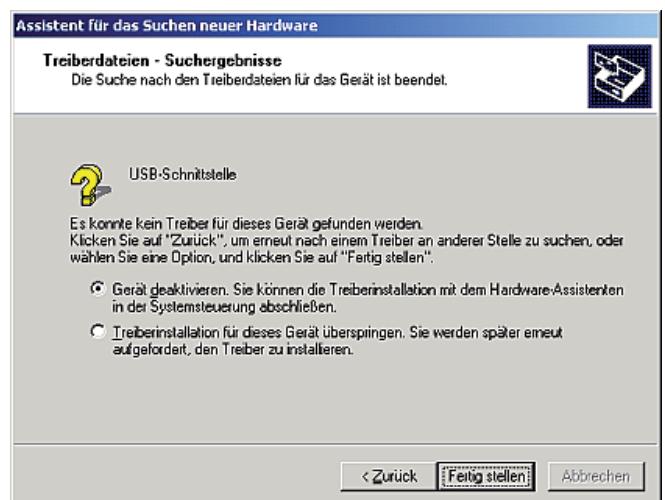 Assistent für das Suchen neuer Hardware
Treiberdateien - Suchergebnisse
Die Suche nach den Treiberdateien für das Gerät ist beendet.
USB-Schnittstelle
Es konnte kein Treiber für dieses Gerät gefunden werden.
Klicken Sie auf "Zurück", um erneut nach einem Treiber an anderer Stelle zu suchen, oder
wählen Sie eine Option, und klicken Sie auf "Fertig stellen".
Gerät deaktivieren. Sie können die Treiberinstallation mit dem Hardware-Assistenten
in der Systemsteuerung abschließen.
Treiberinstallation für dieses Gerät überspringen. Sie werden später erneut
aufgefordert, den Treiber zu installieren.
< Zurück Fertig stellen Abbrechen